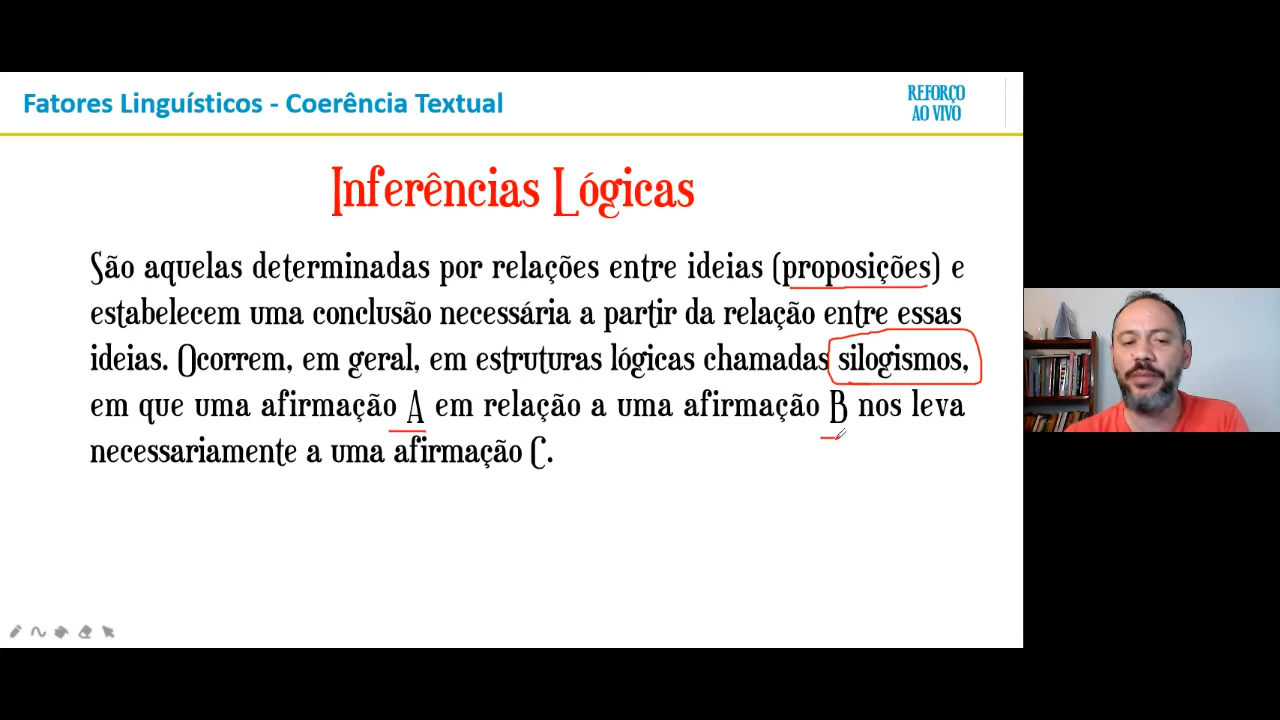 Fatores Linguísticos - Coerência Textual
REFORÇO
AO VIVO
Inferências Lógicas
São aquelas determinadas por relações entre ideias (proposições) e
estabelecem uma conclusão necessária a partir da relação entre essas
ideias. Ocorrem, em geral, em estruturas lógicas chamadas silogismos,
em que uma afirmação A em relação a uma afirmação B nos leva
necessariamente a uma afirmação C.